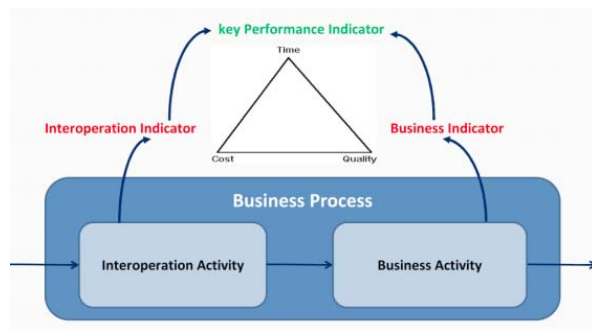 key Performance Indicator
Time
Interoperation Indicator
Business Indicator
Cost
Quality
Business Process
Interoperation Activity
Business Activity